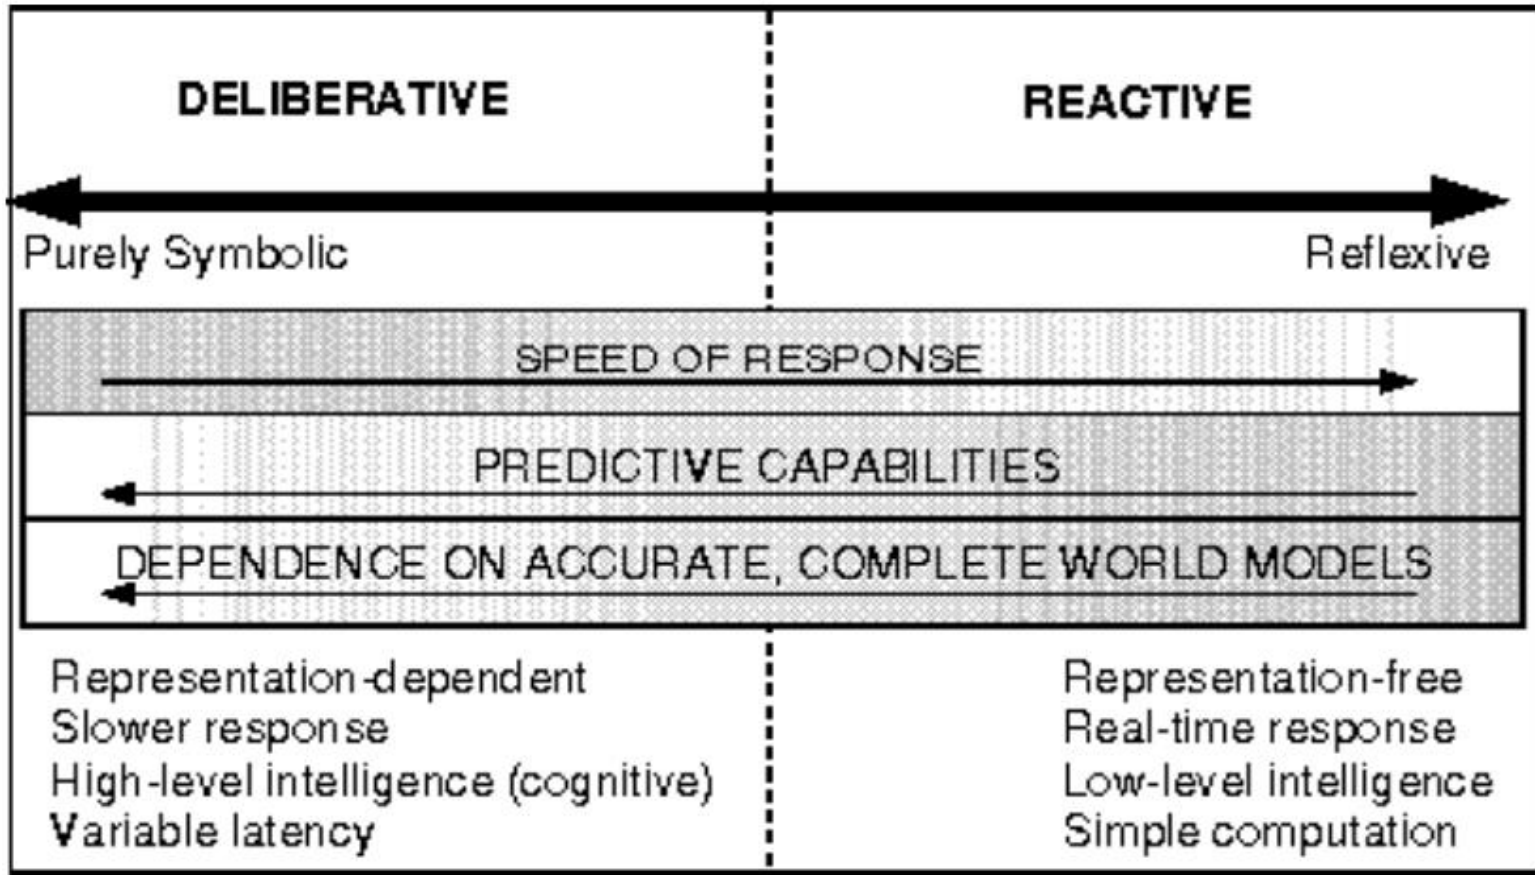 DELIBERATIVE
REACTIVE
Purely Symbolic
Reflexive
SPEED OF RESPONSE
PREDICTIVE CAPABILITIES
DEPENDENCE ON ACCURATE, COMPLETE WORLD MODELS
Representation-dependent
Slower response
High-level intelligence (cognitive)
Variable latency
Representation-free
Real-time response
Low-level intelligence
Simple computation